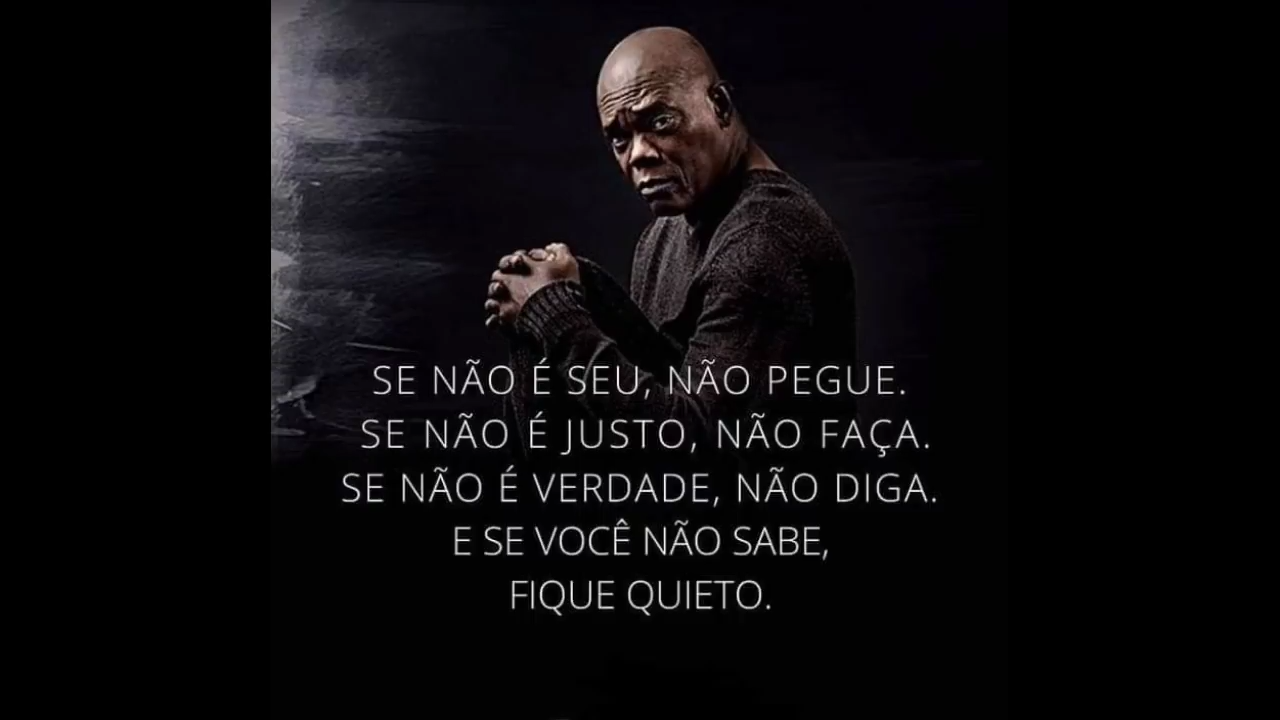 SE NÃO É SEU, NÃO PEGUE.
SE NÃO É JUSTO, NÃO FAÇA.
SE NÃO É VERDADE, NÃO DIGA.
E SE VOCÊ NÃO SABE,
FIQUE QUIETO.